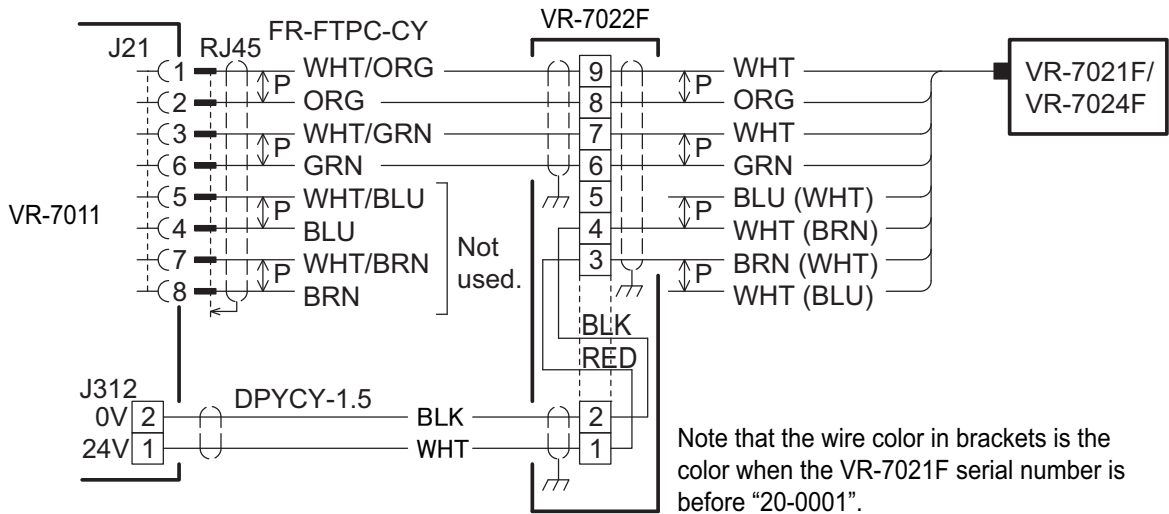 VR-7022F
J21 RJ45 FR-FTPC-CY
1 WHT/ORG 9 WHT
P P
2 ORG 8 ORG
3 WHT/GRN 7 WHT
P P
6 GRN 6 GRN
5 WHT/BLU 5 BLU (WHT)
P P
4 BLU 4 WHT (BRN)
7 WHT/BRN 3 BRN (WHT)
P P
8 BRN WHT (BLU)
Not
used.
VR-7011
VR-7021F/
VR-7024F
BLK
RED
J312 DPYCY-1.5
0V 2 BLK 2
24V 1 WHT 1
Note that the wire color in brackets is the
color when the VR-7021F serial number is
before “20-0001”.